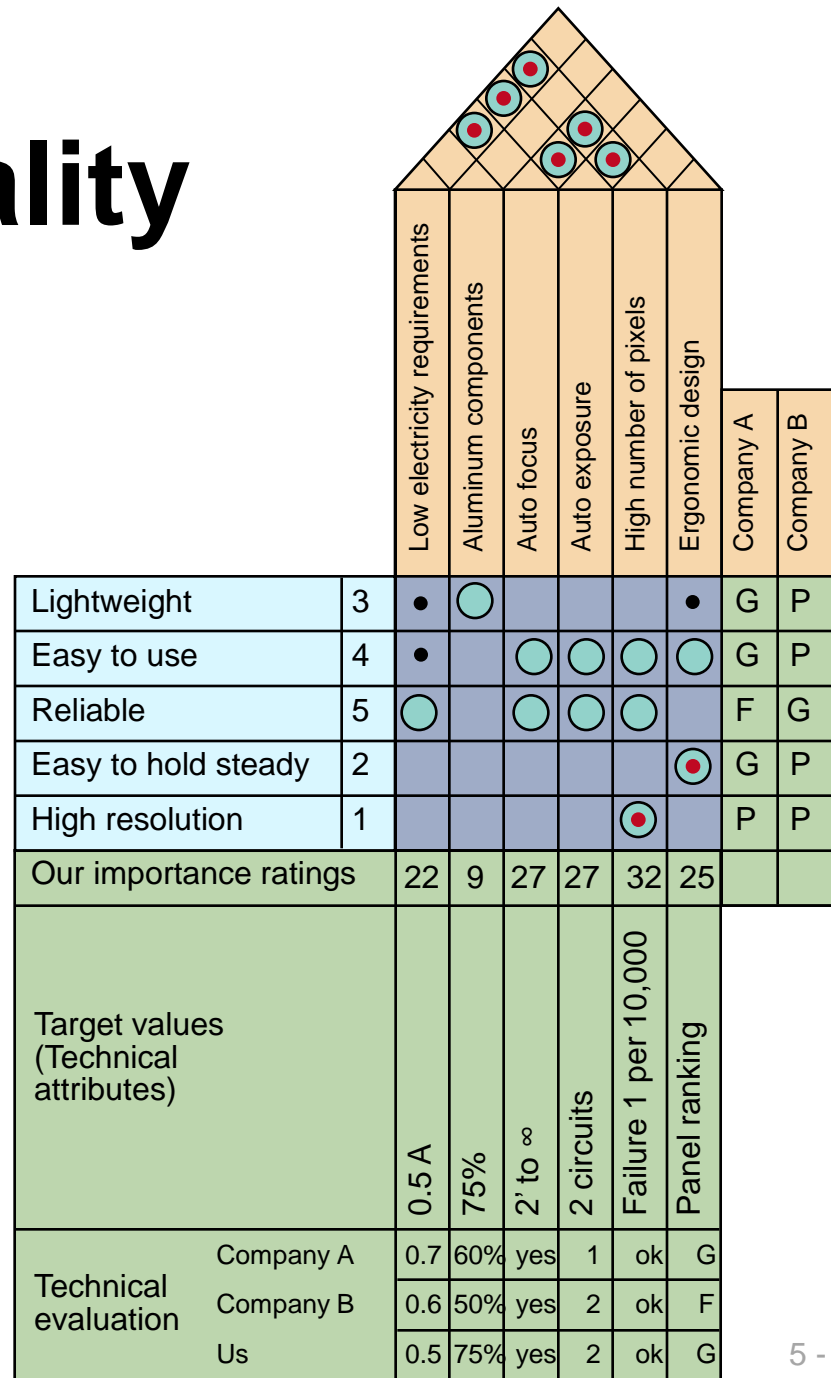 ality
Low electricity requirements
Aluminum components
Auto focus
Auto exposure
High number of pixels
Ergonomic design
Company A
Company B
Lightweight 3 • • G P
Easy to use 4 • G P
Reliable 5 F G
Easy to hold steady 2 G P
High resolution 1 P P
Our importance ratings 22 9 27 27 32 25
Target values
(Technical
attributes)
0.5 A
75%
2’ to ∞
2 circuits
Failure 1 per 10,000
Panel ranking
Technical
evaluation
Company A 0.7 60% yes 1 ok G
Company B 0.6 50% yes 2 ok F
Us 0.5 75% yes 2 ok G
5 -